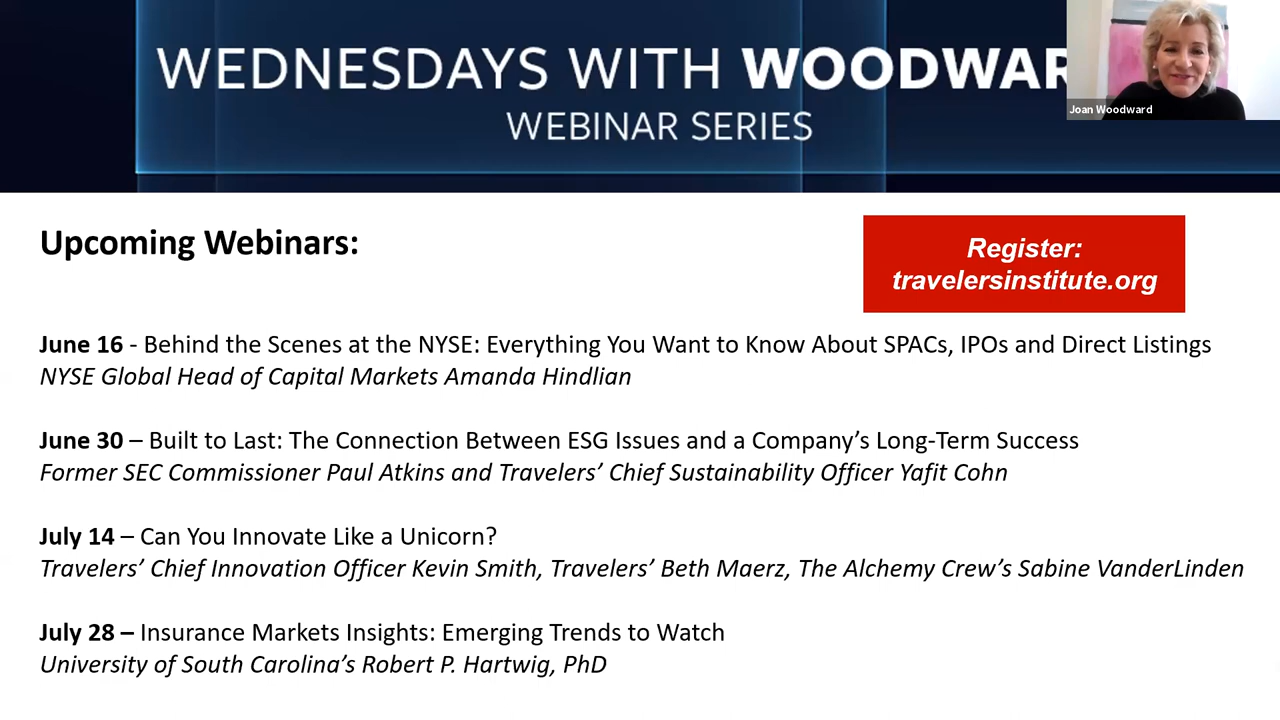 WEDNESDAYS WITH WOODWAR
WEBINAR SERIES
Joan Woodward
Upcoming Webinars:
Register:
travelersinstitute.org
June 16 - Behind the Scenes at the NYSE: Everything You Want to Know About SPACs, IPOs and Direct Listings
NYSE Global Head of Capital Markets Amanda Hindlian
June 30 – Built to Last: The Connection Between ESG Issues and a Company’s Long-Term Success
Former SEC Commissioner Paul Atkins and Travelers’ Chief Sustainability Officer Yafit Cohn
July 14 – Can You Innovate Like a Unicorn?
Travelers’ Chief Innovation Officer Kevin Smith, Travelers’ Beth Maerz, The Alchemy Crew’s Sabine VanderLinden
July 28 – Insurance Markets Insights: Emerging Trends to Watch
University of South Carolina’s Robert P. Hartwig, PhD